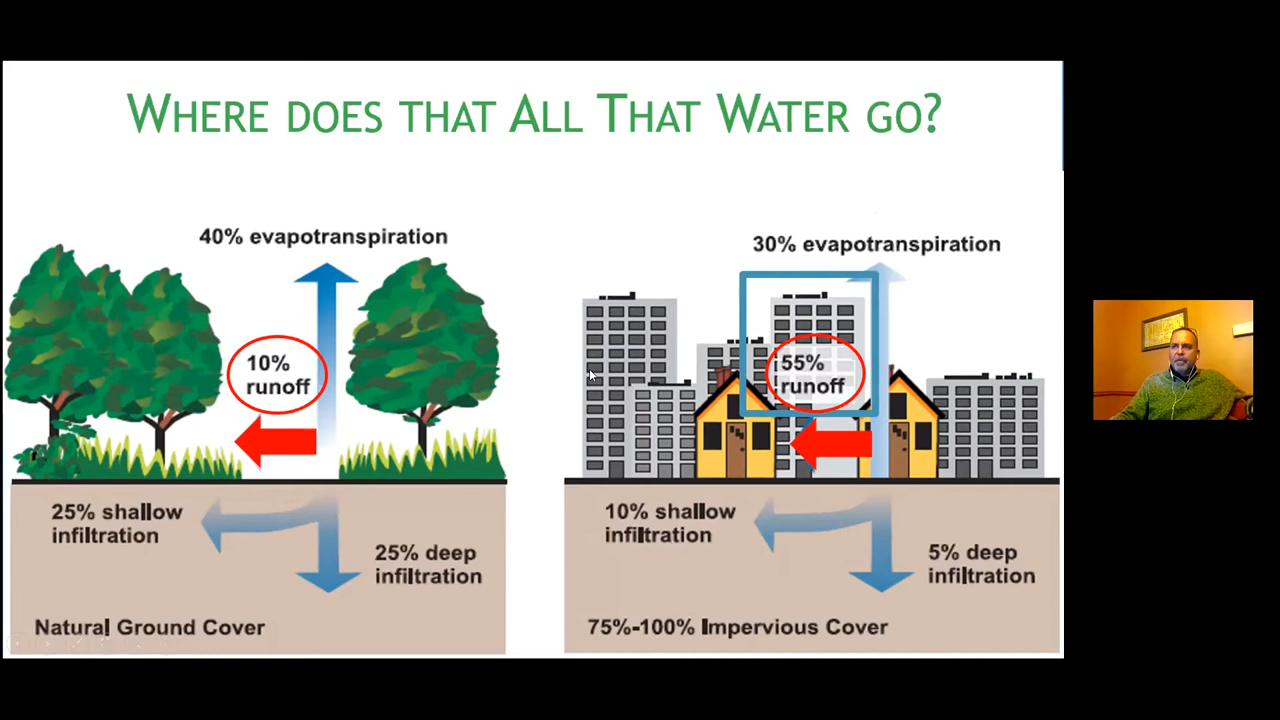 WHERE DOES THAT ALL THAT WATER GO?
40% evapotranspiration
10%
runoff
25% shallow
infiltration
25% deep
infiltration
Natural Ground Cover
30% evapotranspiration
55%
runoff
10% shallow
infiltration
5% deep
infiltration
75%-100% Impervious Cover